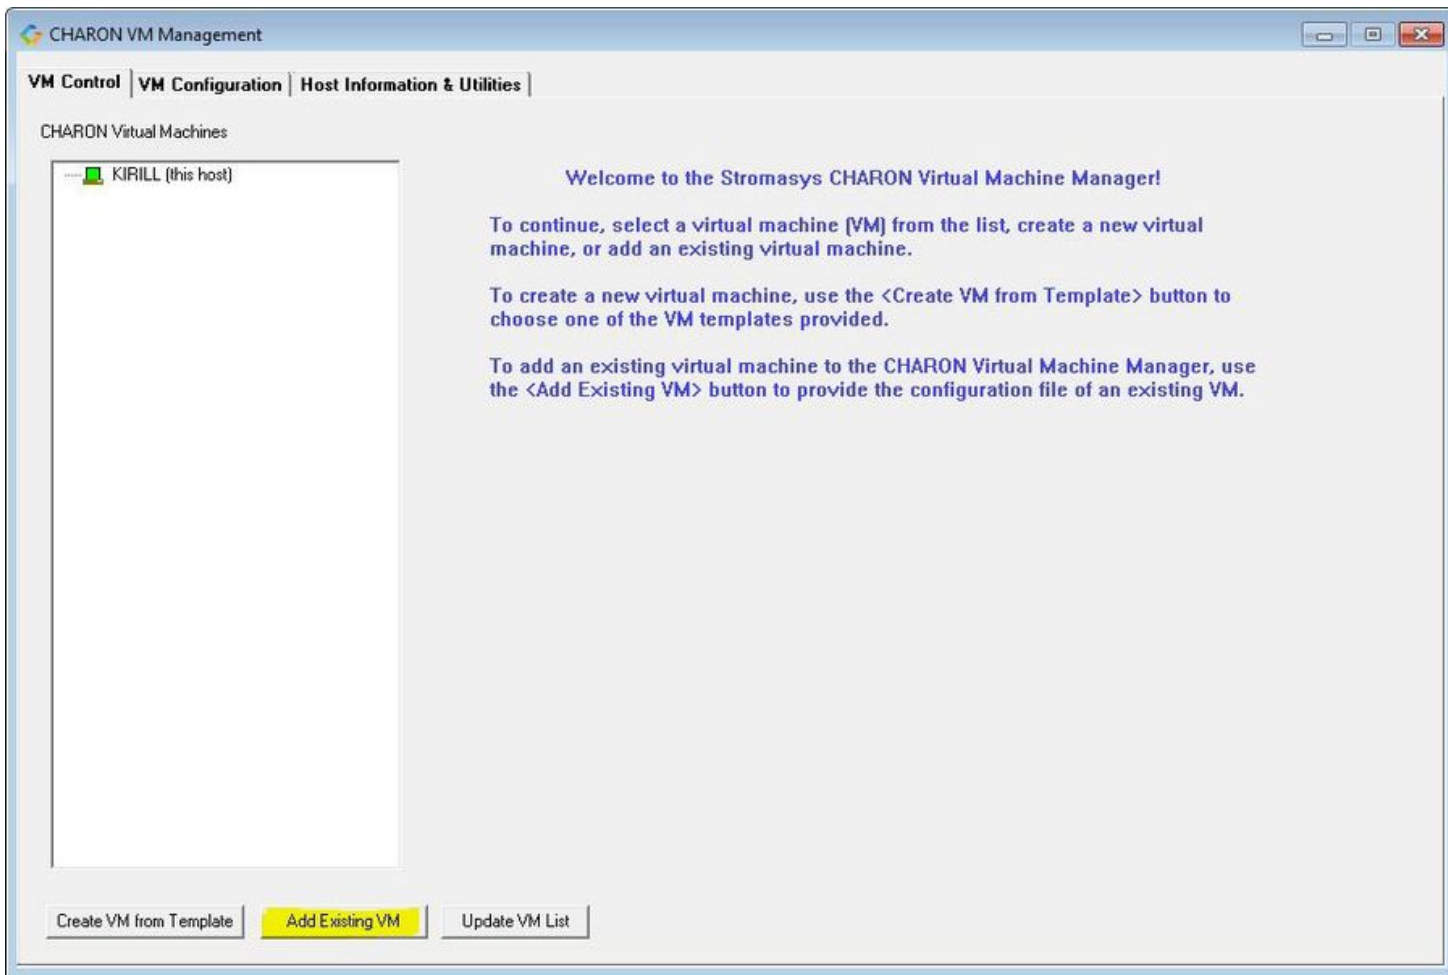 CHARON VM Management
VM Control VM Configuration Host Information & Utilities
CHARON Virtual Machines
KIRILL (this host)
Welcome to the Stromasys CHARON Virtual Machine Manager!
To continue, select a virtual machine (VM) from the list, create a new virtual
machine, or add an existing virtual machine.
To create a new virtual machine, use the <Create VM from Template> button to
choose one of the VM templates provided.
To add an existing virtual machine to the CHARON Virtual Machine Manager, use
the <Add Existing VM> button to provide the configuration file of an existing VM.
Create VM from Template Add Existing VM Update VM List